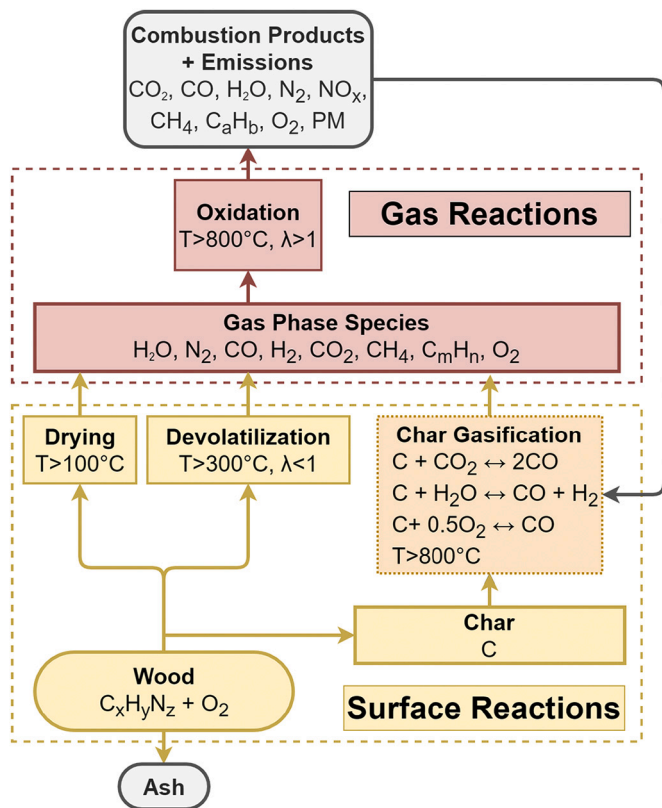 Combustion Products
+ Emissions
CO₂, CO, H₂O, N₂, NOₓ,
CH₄, CₐH_b, O₂, PM
Oxidation
T>800°C, λ>1
Gas Reactions
Gas Phase Species
H₂O, N₂, CO, H₂, CO₂, CH₄, CₘHₙ, O₂
Drying
T>100°C
Devolatilization
T>300°C, λ<1
Char Gasification
C + CO₂ ↔ 2CO
C + H₂O ↔ CO + H₂
C+ 0.5O₂ ↔ CO
T>800°C
Char
C
Wood
CₓH_yN_z + O₂
Surface Reactions
Ash